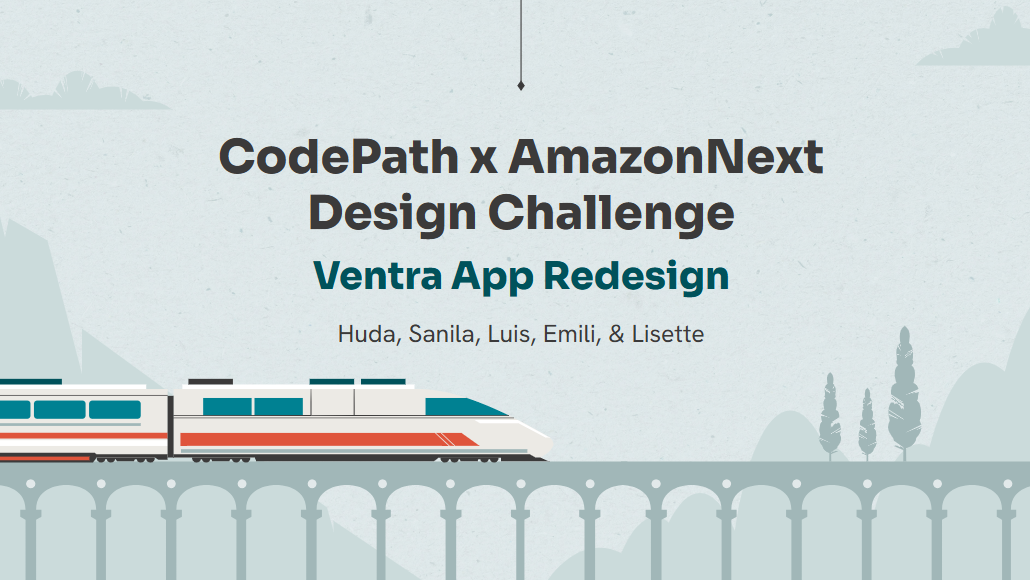 CodePath x AmazonNext
Design Challenge
Ventra App Redesign
Huda, Sanila, Luis, Emili, & Lisette